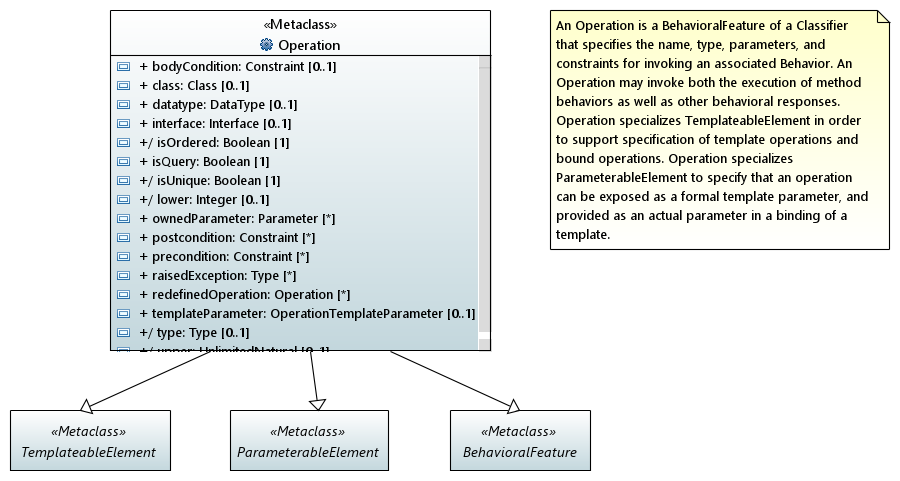 «Metaclass»
Operation
+ bodyCondition: Constraint [0..1]
+ class: Class [0..1]
+ datatype: DataType [0..1]
+ interface: Interface [0..1]
+/ isOrdered: Boolean [1]
+ isQuery: Boolean [1]
+/ isUnique: Boolean [1]
+/ lower: Integer [0..1]
+ ownedParameter: Parameter [*]
+ postcondition: Constraint [*]
+ precondition: Constraint [*]
+ raisedException: Type [*]
+ redefinedOperation: Operation [*]
+ templateParameter: OperationTemplateParameter [0..1]
+/ type: Type [0..1]
+/ upper: UnlimitedNatural [0..1]
An Operation is a BehavioralFeature of a Classifier
that specifies the name, type, parameters, and
constraints for invoking an associated Behavior. An
Operation may invoke both the execution of method
behaviors as well as other behavioral responses.
Operation specializes TemplateableElement in order
to support specification of template operations and
bound operations. Operation specializes
ParameterableElement to specify that an operation
can be exposed as a formal template parameter, and
provided as an actual parameter in a binding of a
template.
«Metaclass»
TemplateableElement
«Metaclass»
ParameterableElement
«Metaclass»
BehavioralFeature